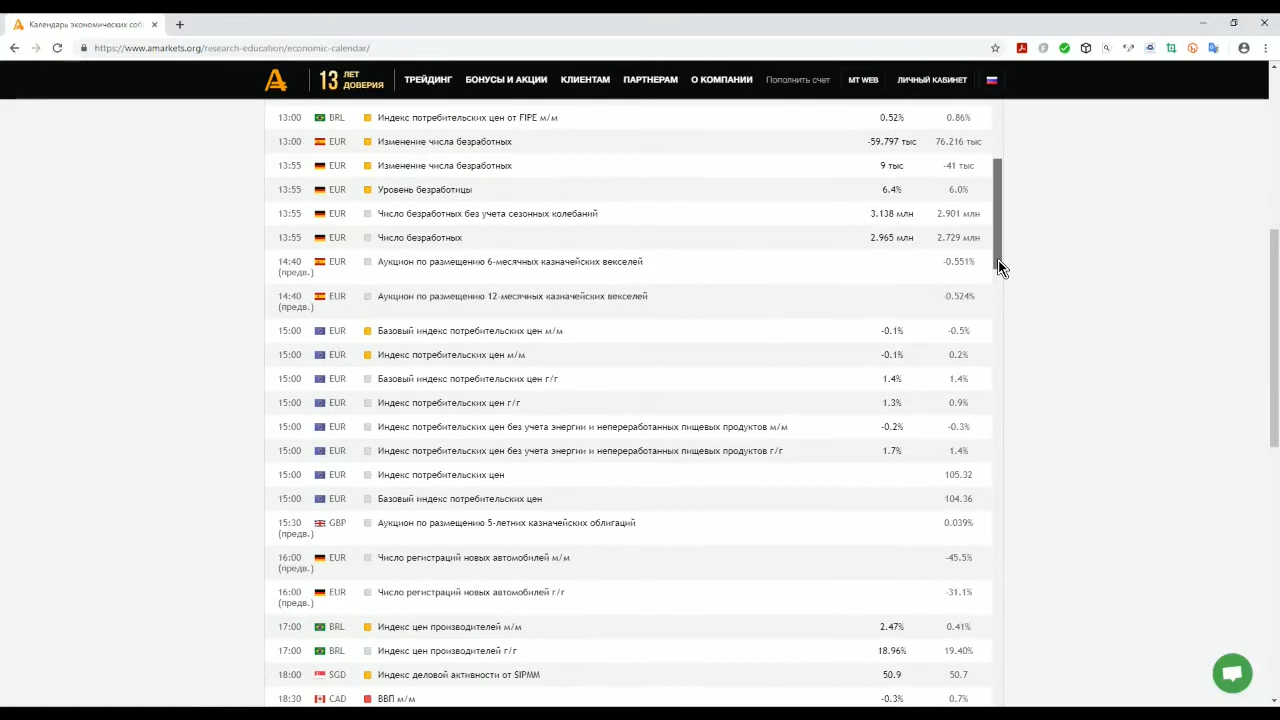 Календарь экономических соб
https://www.amarkets.org/research-education/economic-calendar/
13 ЛЕТ ДОВЕРИЯ ТРЕЙДИНГ БОНУСЫ И АКЦИИ КЛИЕНТАМ ПАРТНЕРАМ О КОМПАНИИ Пополнить счет MT WEB ЛИЧНЫЙ КАБИНЕТ
13:00 BRL Индекс потребительских цен от FIPE м/м 0.52% 0.86%
13:00 EUR Изменение числа безработных -59.797 тыс 76.216 тыс
13:55 EUR Изменение числа безработных 9 тыс -41 тыс
13:55 EUR Уровень безработицы 6.4% 6.0%
13:55 EUR Число безработных без учета сезонных колебаний 3.138 млн 2.901 млн
13:55 EUR Число безработных 2.965 млн 2.729 млн
14:40 EUR Аукцион по размещению 6-месячных казначейских векселей -0.551%
(предв.)
14:40 EUR Аукцион по размещению 12-месячных казначейских векселей -0.524%
(предв.)
15:00 EUR Базовый индекс потребительских цен м/м -0.1% -0.5%
15:00 EUR Индекс потребительских цен м/м -0.1% 0.2%
15:00 EUR Базовый индекс потребительских цен г/г 1.4% 1.4%
15:00 EUR Индекс потребительских цен г/г 1.3% 0.9%
15:00 EUR Индекс потребительских цен без учета энергии и непереработанных пищевых продуктов м/м -0.2% -0.3%
15:00 EUR Индекс потребительских цен без учета энергии и непереработанных пищевых продуктов г/г 1.7% 1.4%
15:00 EUR Индекс потребительских цен 105.32
15:00 EUR Базовый индекс потребительских цен 104.36
15:30 GBP Аукцион по размещению 5-летних казначейских облигаций 0.039%
(предв.)
16:00 EUR Число регистраций новых автомобилей м/м -45.5%
(предв.)
16:00 EUR Число регистраций новых автомобилей г/г -31.1%
(предв.)
17:00 BRL Индекс цен производителей м/м 2.47% 0.41%
17:00 BRL Индекс цен производителей г/г 18.96% 19.40%
18:00 SGD Индекс деловой активности от SIPMM 50.9 50.7
18:30 CAD ВВП м/м -0.3% 0.7%